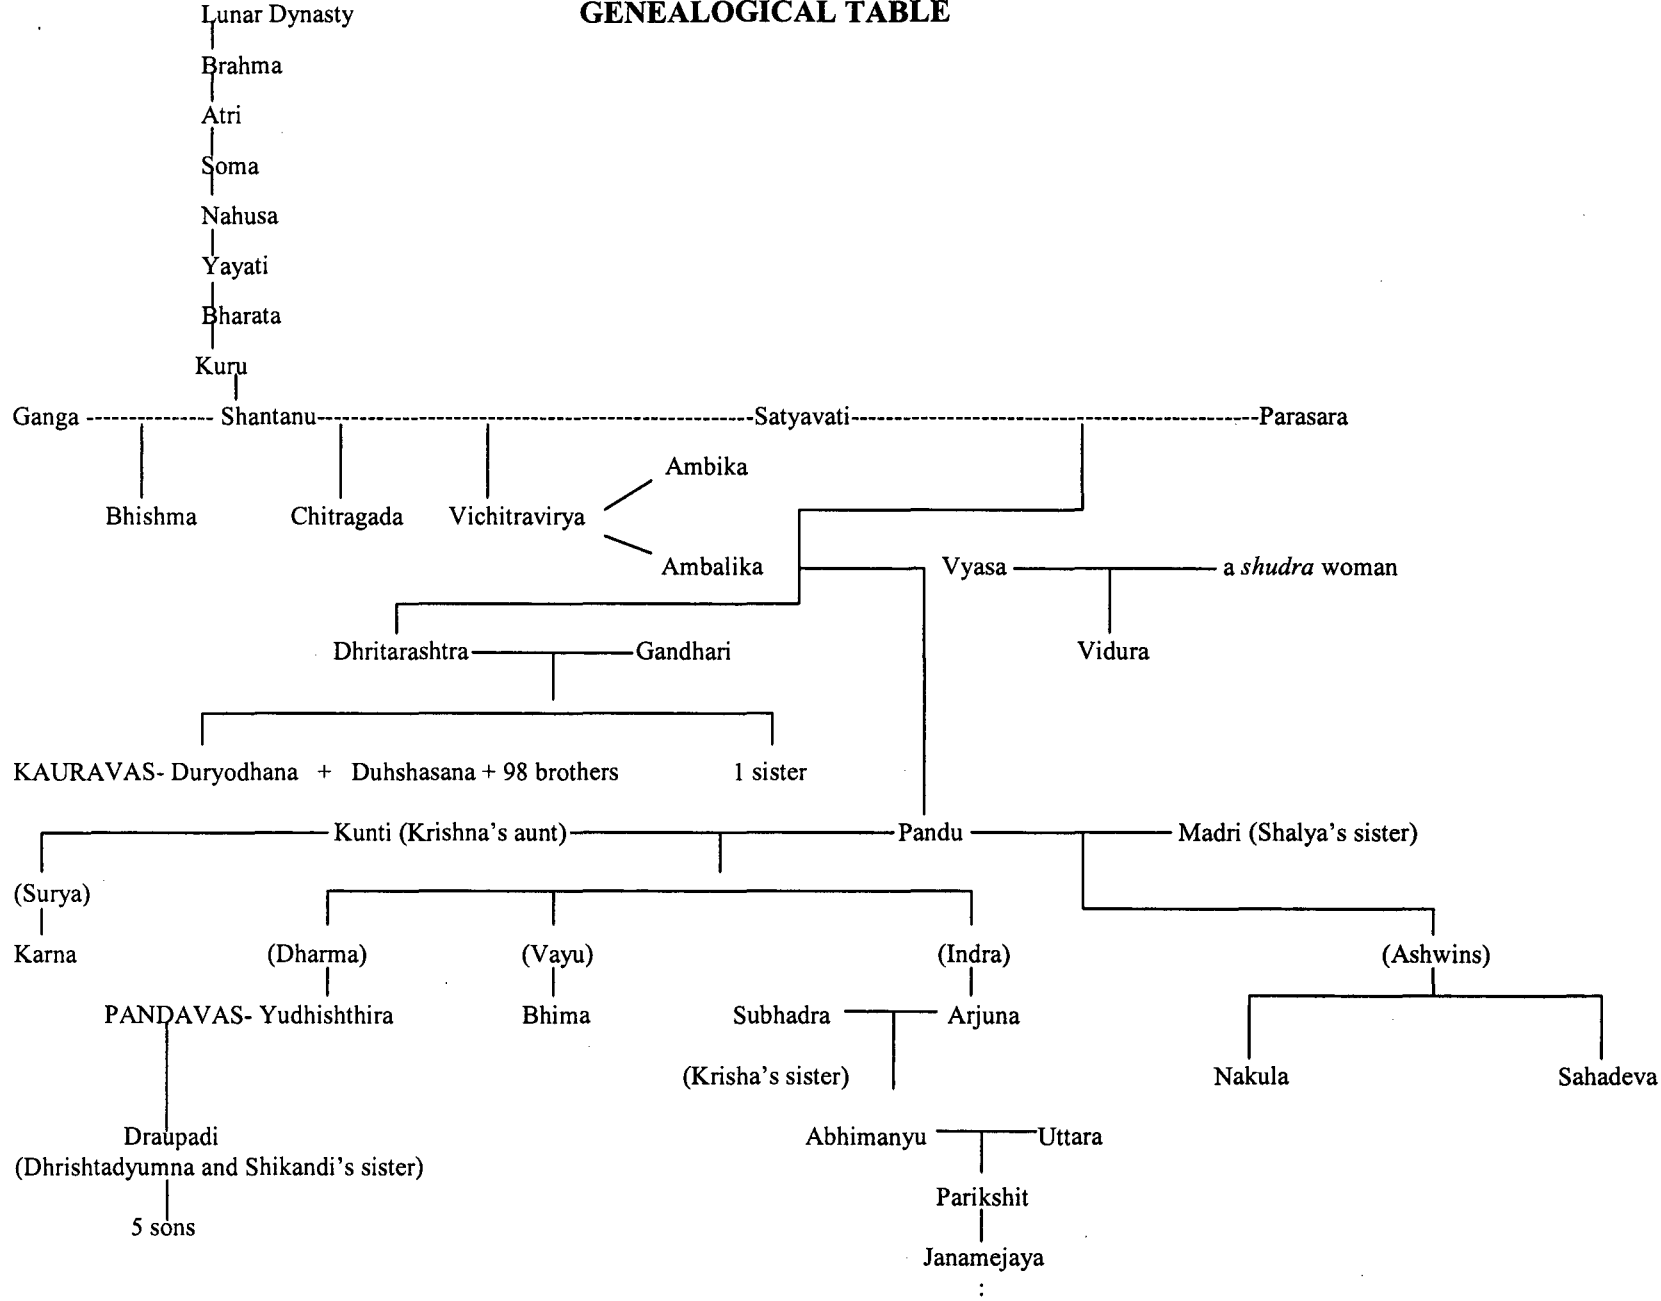 GENEALOGICAL TABLE
Lunar Dynasty
Brahma
Atri
Soma
Nahusa
Yayati
Bharata
Kuru
Ganga Shantanu Satyavati Parasara
Ambika
Bhishma Chitragada Vichitravirya
Ambalika Vyasa a shudra woman
Dhritarashtra Gandhari Vidura
KAURAVAS- Duryodhana + Duhshasana + 98 brothers 1 sister
Kunti (Krishna's aunt) Pandu Madri (Shalya's sister)
(Surya)
Karna (Dharma) (Vayu) (Indra) (Ashwins)
PANDAVAS- Yudhishthira Bhima Subhadra Arjuna
(Krisha's sister) Nakula Sahadeva
Draupadi Abhimanyu Uttara
(Dhrishtadyumna and Shikandi's sister)
Parikshit
5 sons
Janamejaya
: